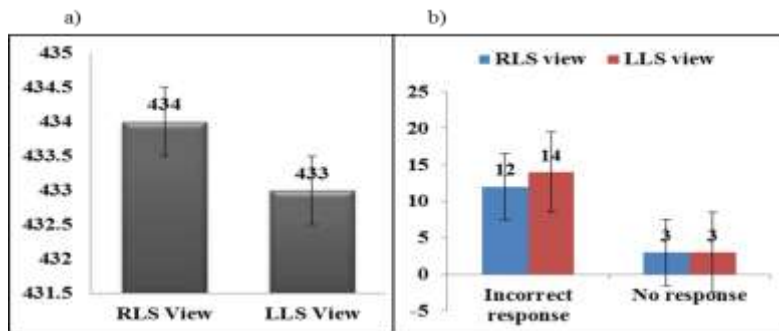 a)
b)
435
434.5
434
433.5
433
432.5
432
431.5
434
433
RLS View
LLS View
RLS view
LLS view
25
20
15
10
5
0
-5
12
14
3
3
Incorrect
response
No response